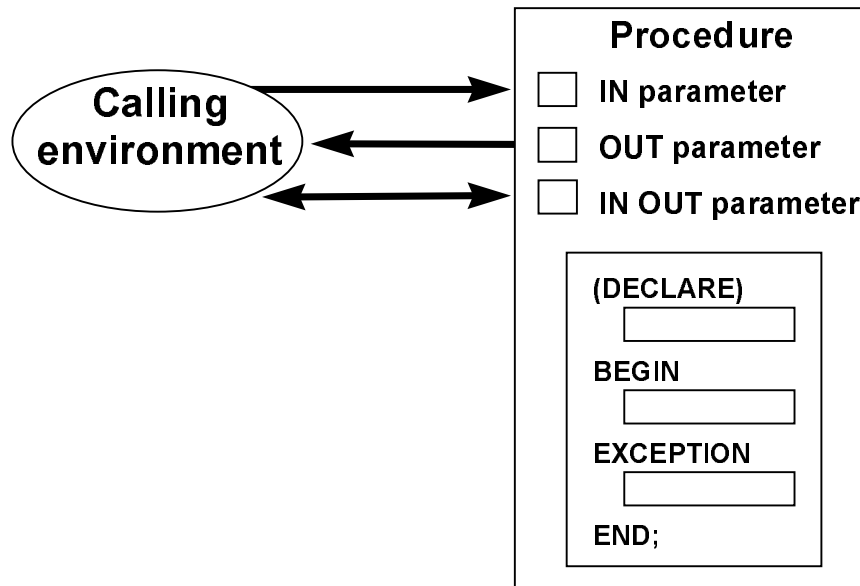 Calling
environment
Procedure
IN parameter
OUT parameter
IN OUT parameter
(DECLARE)
BEGIN
EXCEPTION
END;